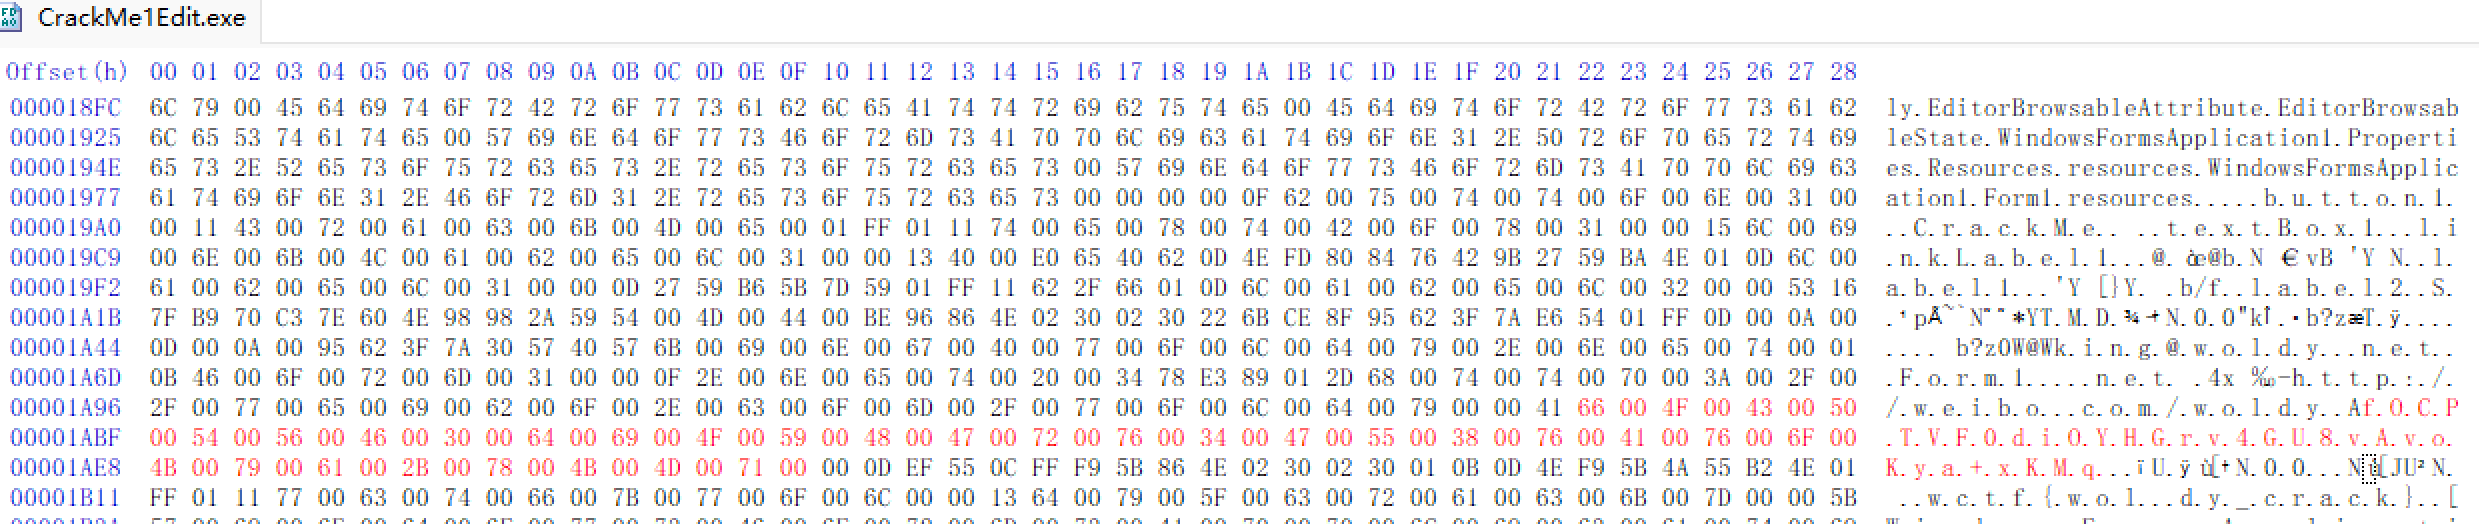 CrackMe1Edit.exe
Offset(h) 00 01 02 03 04 05 06 07 08 09 0A 0B 0C 0D 0E 0F 10 11 12 13 14 15 16 17 18 19 1A 1B 1C 1D 1E 1F 20 21 22 23 24 25 26 27 28
000018FC 6C 79 00 45 64 69 74 6F 72 42 72 6F 77 73 61 62 6C 65 41 74 74 72 69 62 75 74 65 00 45 64 69 74 6F 72 42 72 6F 77 73 61 62 ly.EditorBrowsableAttribute.EditorBrowsab
00001925 6C 65 53 74 61 74 65 00 57 69 6E 64 6F 77 73 46 6F 72 6D 73 41 70 70 6C 69 63 61 74 69 6F 6E 31 2E 50 72 6F 70 65 72 74 69 leState.WindowsFormsApplication1.Properti
0000194E 65 73 2E 52 65 73 6F 75 72 63 65 73 2E 72 65 73 6F 75 72 63 65 73 00 57 69 6E 64 6F 77 73 46 6F 72 6D 73 41 70 70 6C 69 63 es.Resources.resources.WindowsFormsApplic
00001977 61 74 69 6F 6E 31 2E 46 6F 72 6D 31 2E 72 65 73 6F 75 72 63 65 73 00 00 00 00 0F 62 00 75 00 74 00 74 00 6F 00 6E 00 31 00 ation1.Form1.resources.....b.u.t.t.o.n.1.
000019A0 00 11 43 00 72 00 61 00 63 00 6B 00 4D 00 65 00 01 FF 01 11 74 00 65 00 78 00 74 00 42 00 6F 00 78 00 31 00 00 15 6C 00 69 ..C.r.a.c.k.M.e.. ..t.e.x.t.B.o.x.1...l.i
000019C9 00 6E 00 6B 00 4C 00 61 00 62 00 65 00 6C 00 31 00 00 13 40 00 E0 65 40 62 0D 4E FD 80 84 76 42 9B 27 59 BA 4E 01 0D 6C 00 .n.k.L.a.b.e.l.1...@. àe@b.N €vB 'Y N..l.
000019F2 61 00 62 00 65 00 6C 00 31 00 00 0D 27 59 B6 5B 7D 59 01 FF 11 62 2F 66 01 0D 6C 00 61 00 62 00 65 00 6C 00 32 00 00 53 16 a.b.e.l.1...'Y [}Y. .b/f..l.a.b.e.l.2..S.
00001A1B 7F B9 70 C3 7E 60 4E 98 98 2A 59 54 00 4D 00 44 00 BE 96 86 4E 02 30 02 30 22 6B CE 8F 95 62 3F 7A E6 54 01 FF 0D 00 0A 00
00001A44 0D 00 0A 00 95 62 3F 7A 30 57 40 57 6B 00 69 00 6E 00 67 00 40 00 77 00 6F 00 6C 00 64 00 79 00 2E 00 6E 00 65 00 74 00 01 .... b?z0W@Wk.i.n.g.@.w.o.l.d.y...n.e.t..
00001A6D 0B 46 00 6F 00 72 00 6D 00 31 00 00 0F 2E 00 6E 00 65 00 74 00 20 00 34 78 E3 89 01 2D 68 00 74 00 74 00 70 00 3A 00 2F 00 .F.o.r.m.1.....n.e.t. .4x ‰-h.t.t.p.:./.
00001A96 2F 00 77 00 65 00 69 00 62 00 6F 00 2E 00 63 00 6F 00 6D 00 2F 00 77 00 6F 00 6C 00 64 00 79 00 00 41 66 00 4F 00 43 00 50 /.w.e.i.b.o...c.o.m./.w.o.l.d.y..Af.O.C.P
00001ABF 00 54 00 56 00 46 00 30 00 64 00 69 00 4F 00 59 00 48 00 47 00 72 00 76 00 34 00 47 00 55 00 38 00 76 00 41 00 76 00 6F 00 .T.V.F.0.d.i.O.Y.H.G.r.v.4.G.U.8.v.A.v.o.
00001AE8 4B 00 79 00 61 00 2B 00 78 00 4B 00 4D 00 71 00 00 0D EF 55 0C FF F9 5B 86 4E 02 30 02 30 01 0B 0D 4E F9 5B 4A 55 B2 4E 01 K.y.a.+.x.K.M.q...
00001B11 FF 01 11 77 00 63 00 74 00 66 00 7B 00 77 00 6F 00 6C 00 00 13 64 00 79 00 5F 00 63 00 72 00 61 00 63 00 6B 00 7D 00 00 5B ..w.c.t.f.{.w.o.l...d.y._.c.r.a.c.k.}..[